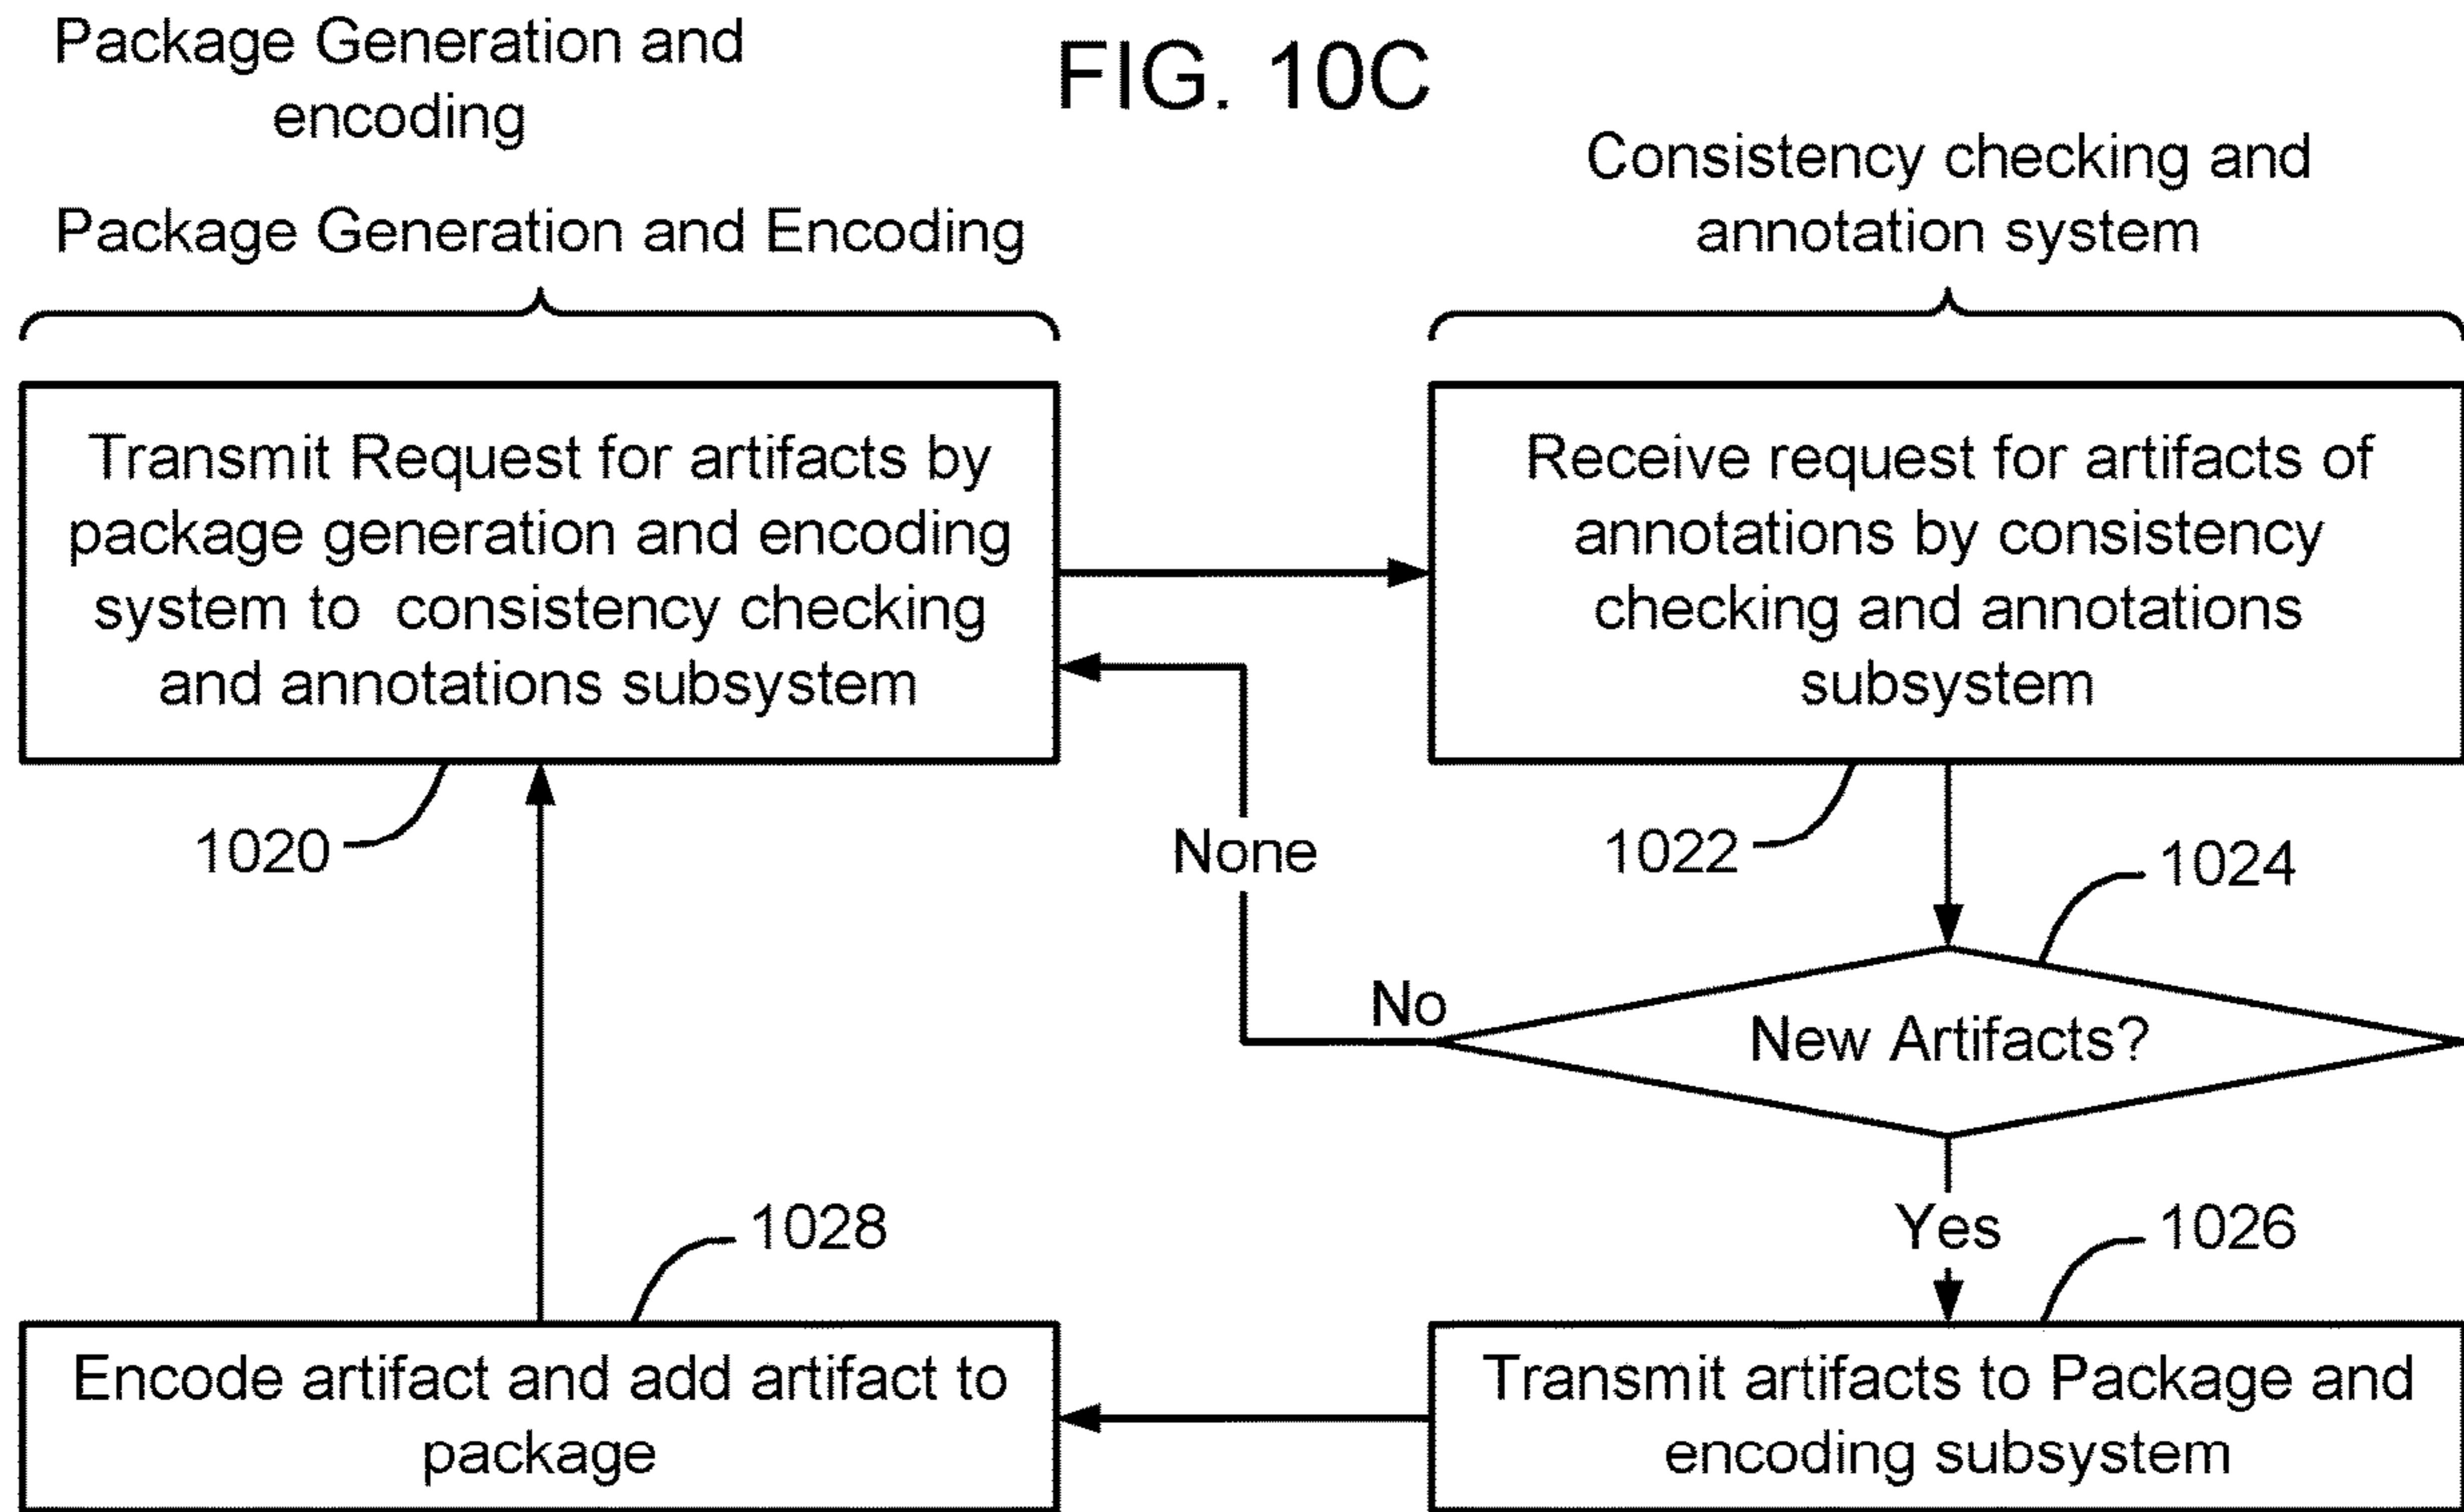 Package Generation and
encoding
FIG. 10C
Package Generation and Encoding
Consistency checking and
annotation system
Transmit Request for artifacts by
package generation and encoding
system to consistency checking
and annotations subsystem
Receive request for artifacts of
annotations by consistency
checking and annotations
subsystem
1020
None
1022
1024
No
New Artifacts?
Yes
1026
1028
Encode artifact and add artifact to
package
Transmit artifacts to Package and
encoding subsystem